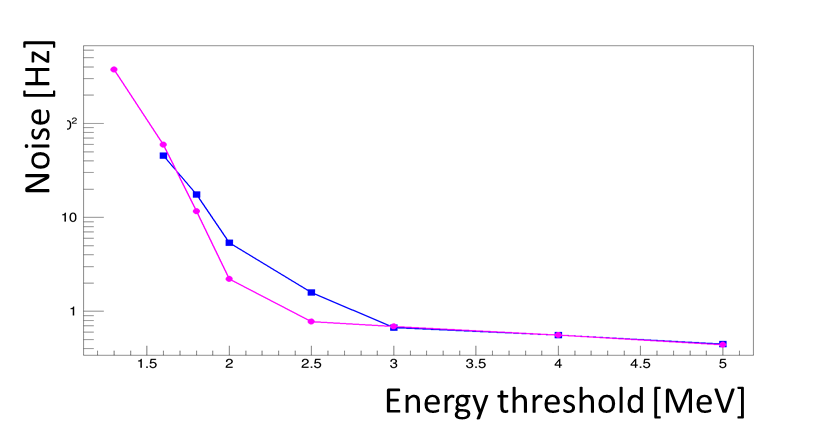 Noise [Hz]
10
1
1.5 2 2.5 3 3.5 4 4.5 5
Energy threshold [MeV]